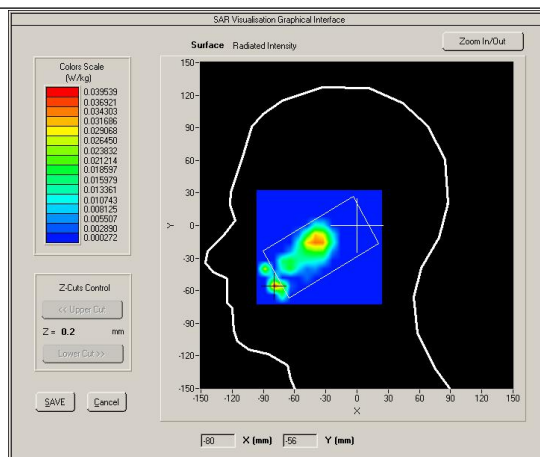 SAR Visualisation Graphical Interface
Surface Radiated Intensity
Zoom In/Out
Colors Scale
(W/kg)
0.039539
0.036921
0.034303
0.031686
0.029068
0.026450
0.023832
0.021214
0.018597
0.015979
0.013361
0.010743
0.008125
0.005507
0.002890
0.000272
Z-Cuts Control
<< Upper Cut
Z = 0.2 mm
Lower Cut >>
SAVE Cancel
150-
120-
90-
60-
30-
0-
-30-
-60-
-90-
-120-
-150-
Y
-150 -120 -90 -60 -30 0 30 60 90 120 150
X
-80 X (mm) -56 Y (mm)